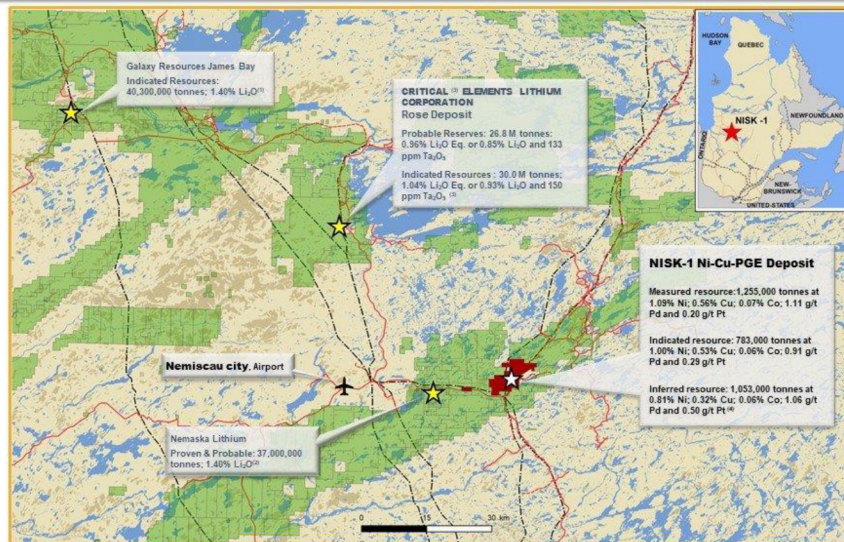 Galaxy Resources James Bay
Indicated Resources:
40,300,000 tonnes; 1.40% Li₂O⁽¹⁾
CRITICAL ⁽³⁾ ELEMENTS LITHIUM
CORPORATION
Rose Deposit
Probable Reserves: 26.8 M tonnes:
0.96% Li₂O Eq. or 0.85% Li₂O and 133
ppm Ta₂O₅
Indicated Resources : 30.0 M tonnes;
1.04% Li₂O Eq. or 0.93% Li₂O and 150
ppm Ta₂O₅ ⁽³⁾
HUDSON
BAY
QUEBEC
NISK -1
NEWFOUNDLAND
ONTARIO
NEW-
BRUNSWICK
UNITED-STATES
NISK-1 Ni-Cu-PGE Deposit
Measured resource:1,255,000 tonnes at
1.09% Ni; 0.56% Cu; 0.07% Co; 1.11 g/t
Pd and 0.20 g/t Pt
Indicated resource: 783,000 tonnes at
1.00% Ni; 0.53% Cu; 0.06% Co; 0.91 g/t
Pd and 0.29 g/t Pt
Inferred resource: 1,053,000 tonnes at
0.81% Ni; 0.32% Cu; 0.06% Co; 1.06 g/t
Pd and 0.50 g/t Pt⁽⁴⁾
Nemiscau city, Airport
Nemaska Lithium
Proven & Probable: 37,000,000
tonnes; 1.40% Li₂O⁽²⁾
0 15 30 km